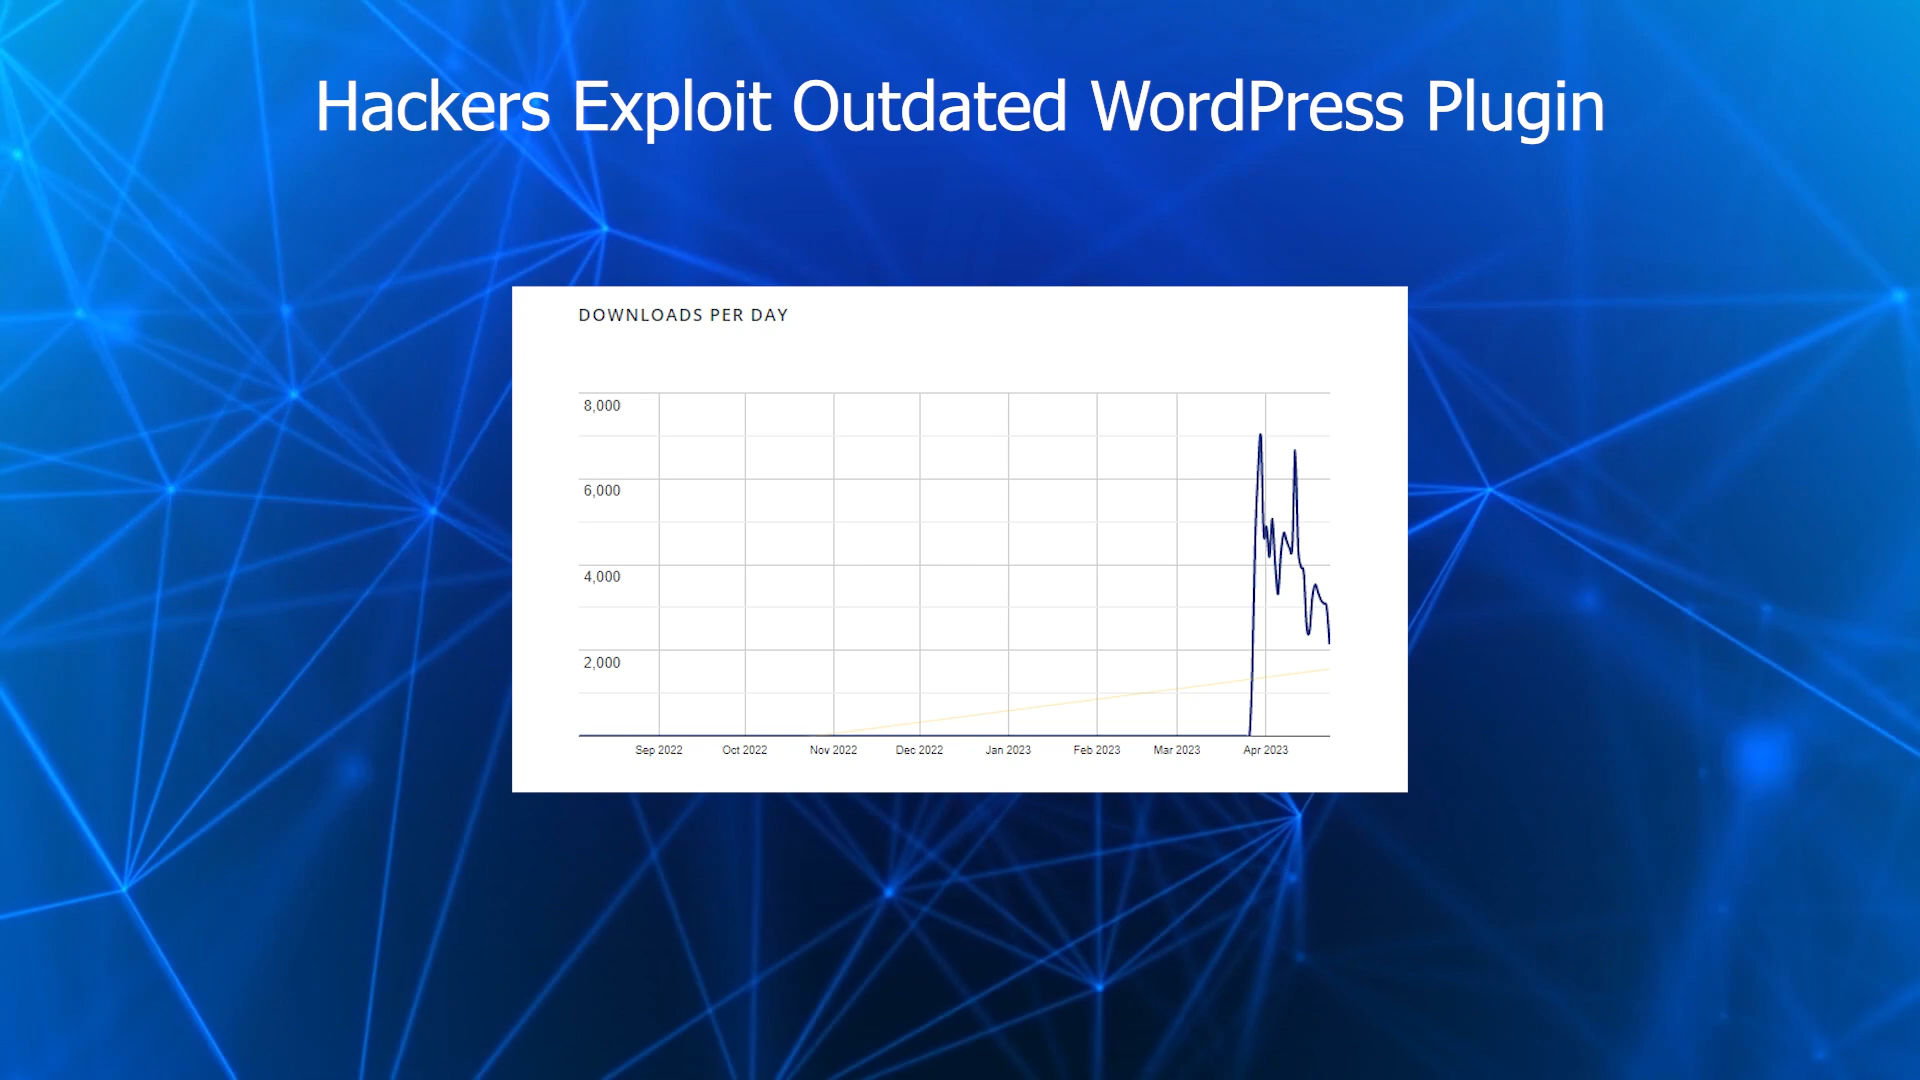 Hackers Exploit Outdated WordPress Plugin
DOWNLOADS PER DAY
8,000
6,000
4,000
2,000
Sep 2022 Oct 2022 Nov 2022 Dec 2022 Jan 2023 Feb 2023 Mar 2023 Apr 2023